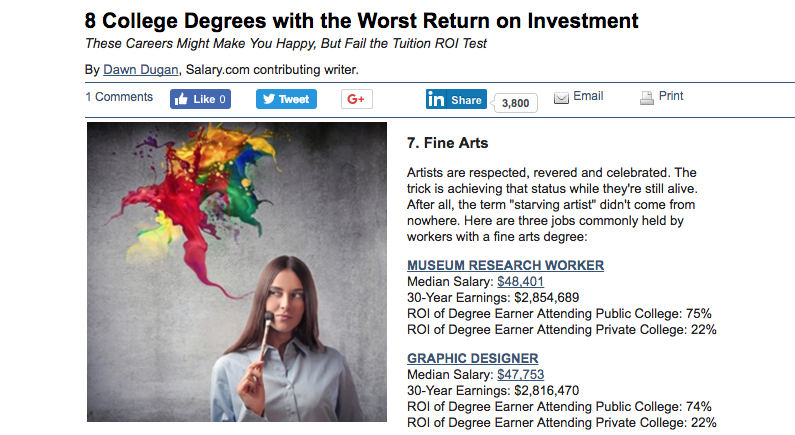 8 College Degrees with the Worst Return on Investment
These Careers Might Make You Happy, But Fail the Tuition ROI Test
By Dawn Dugan, Salary.com contributing writer.
1 Comments Like 0 Tweet G+ in Share 3,800 Email Print
7. Fine Arts
Artists are respected, revered and celebrated. The
trick is achieving that status while they're still alive.
After all, the term "starving artist" didn't come from
nowhere. Here are three jobs commonly held by
workers with a fine arts degree:
MUSEUM RESEARCH WORKER
Median Salary: $48,401
30-Year Earnings: $2,854,689
ROI of Degree Earner Attending Public College: 75%
ROI of Degree Earner Attending Private College: 22%
GRAPHIC DESIGNER
Median Salary: $47,753
30-Year Earnings: $2,816,470
ROI of Degree Earner Attending Public College: 74%
ROI of Degree Earner Attending Private College: 22%